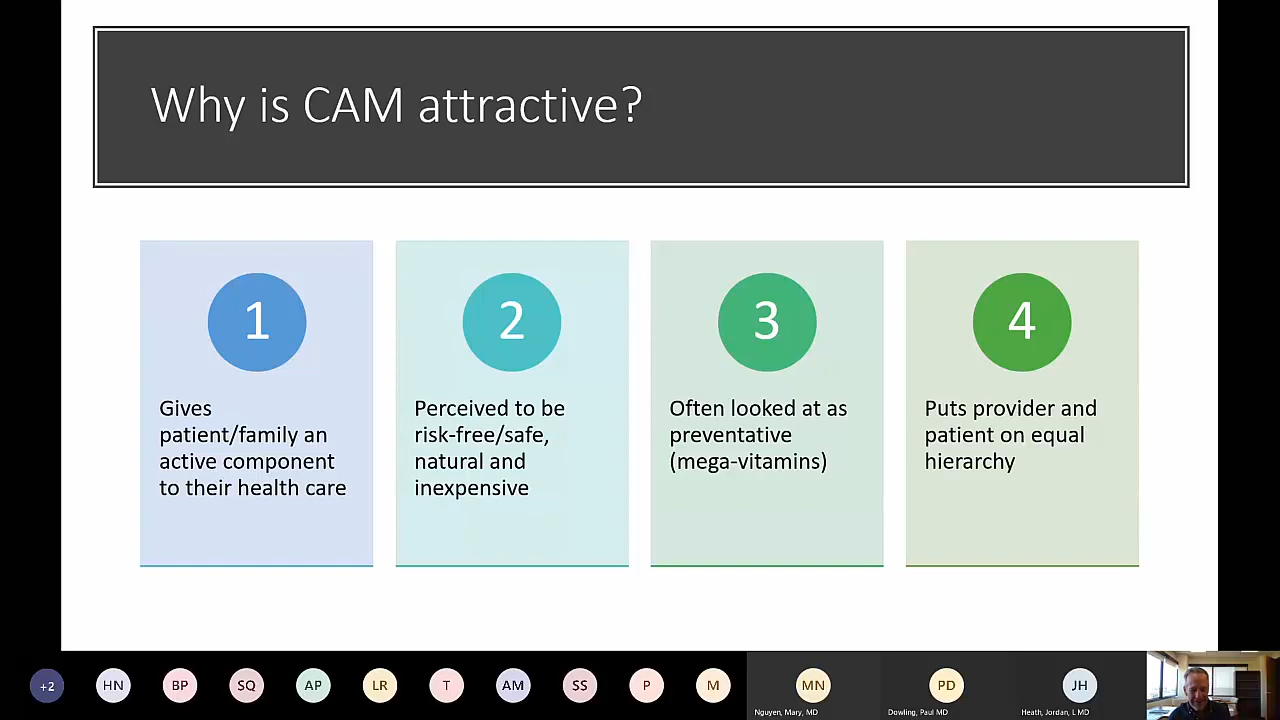 Why is CAM attractive?
1
Gives
patient/family an
active component
to their health care
2
Perceived to be
risk-free/safe,
natural and
inexpensive
3
Often looked at as
preventative
(mega-vitamins)
4
Puts provider and
patient on equal
hierarchy
+2
HN
BP
SQ
AP
LR
T
AM
SS
P
M
MN
Nguyen, Mary, MD
PD
Dowling, Paul MD
JH
Heath, Jordan, L MD